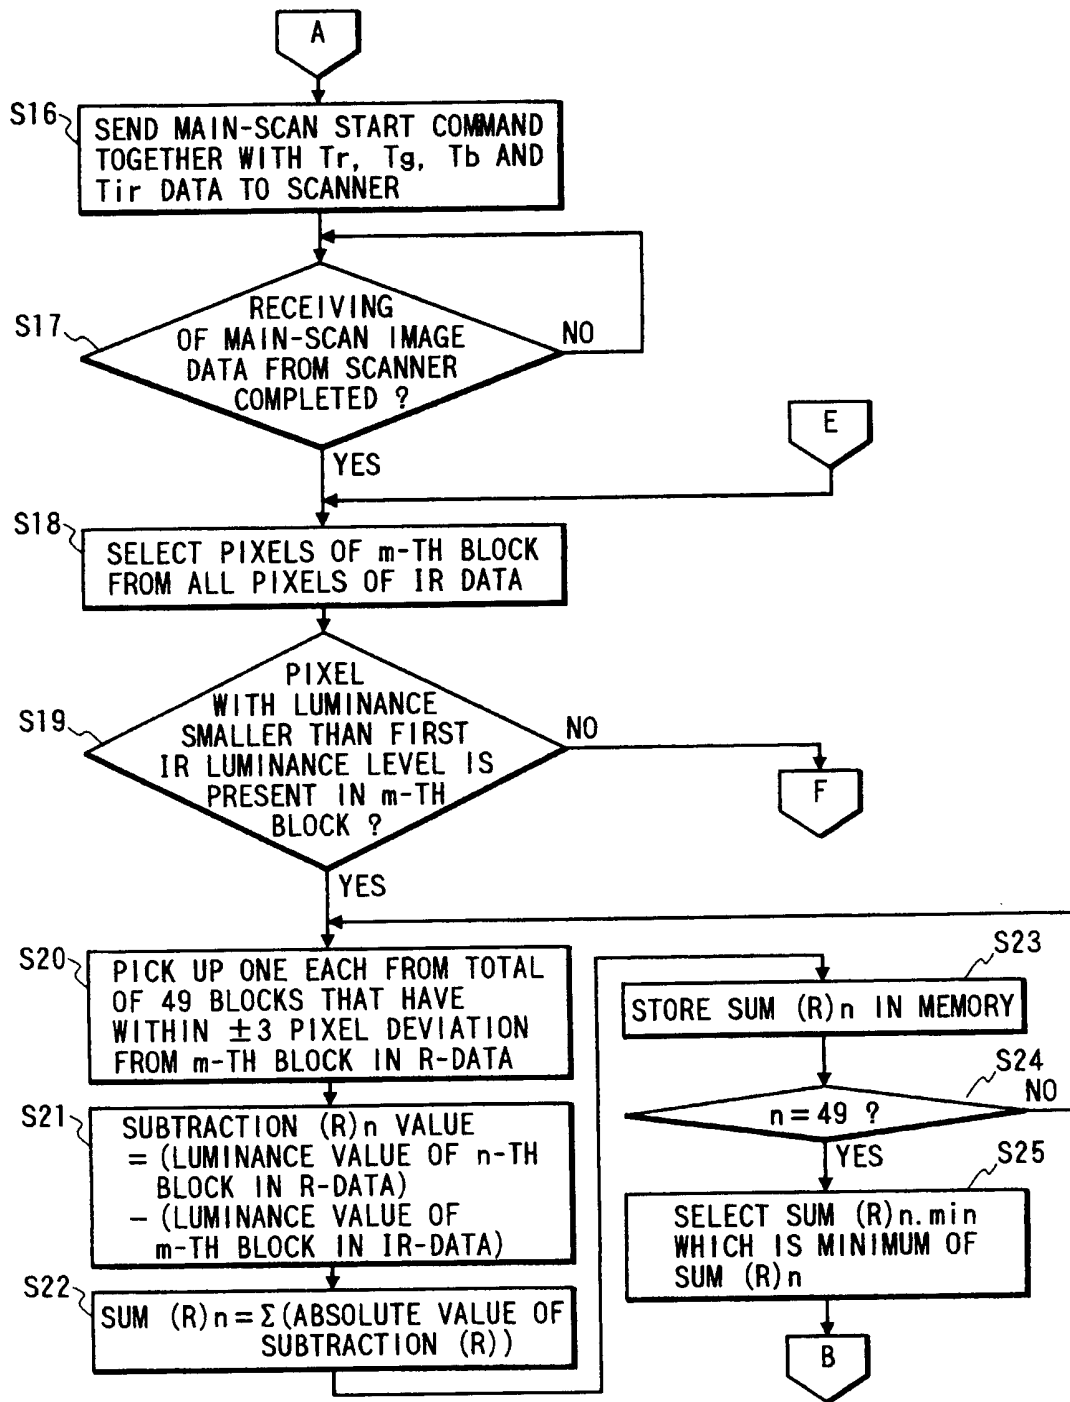 A
S16
SEND MAIN-SCAN START COMMAND
TOGETHER WITH Tr, Tg, Tb AND
Tir DATA TO SCANNER
S17
RECEIVING
OF MAIN-SCAN IMAGE
DATA FROM SCANNER
COMPLETED ?
NO
YES
E
S18
SELECT PIXELS OF m-TH BLOCK
FROM ALL PIXELS OF IR DATA
S19
PIXEL
WITH LUMINANCE
SMALLER THAN FIRST
IR LUMINANCE LEVEL IS
PRESENT IN m-TH
BLOCK ?
NO
F
YES
S20
PICK UP ONE EACH FROM TOTAL
OF 49 BLOCKS THAT HAVE
WITHIN ±3 PIXEL DEVIATION
FROM m-TH BLOCK IN R-DATA
S21
SUBTRACTION (R)n VALUE
= (LUMINANCE VALUE OF n-TH
BLOCK IN R-DATA)
- (LUMINANCE VALUE OF
m-TH BLOCK IN IR-DATA)
S22
SUM (R)n = Σ(ABSOLUTE VALUE OF
SUBTRACTION (R))
S23
STORE SUM (R)n IN MEMORY
S24
n = 49 ?
NO
YES
S25
SELECT SUM (R)n.min
WHICH IS MINIMUM OF
SUM (R)n
B